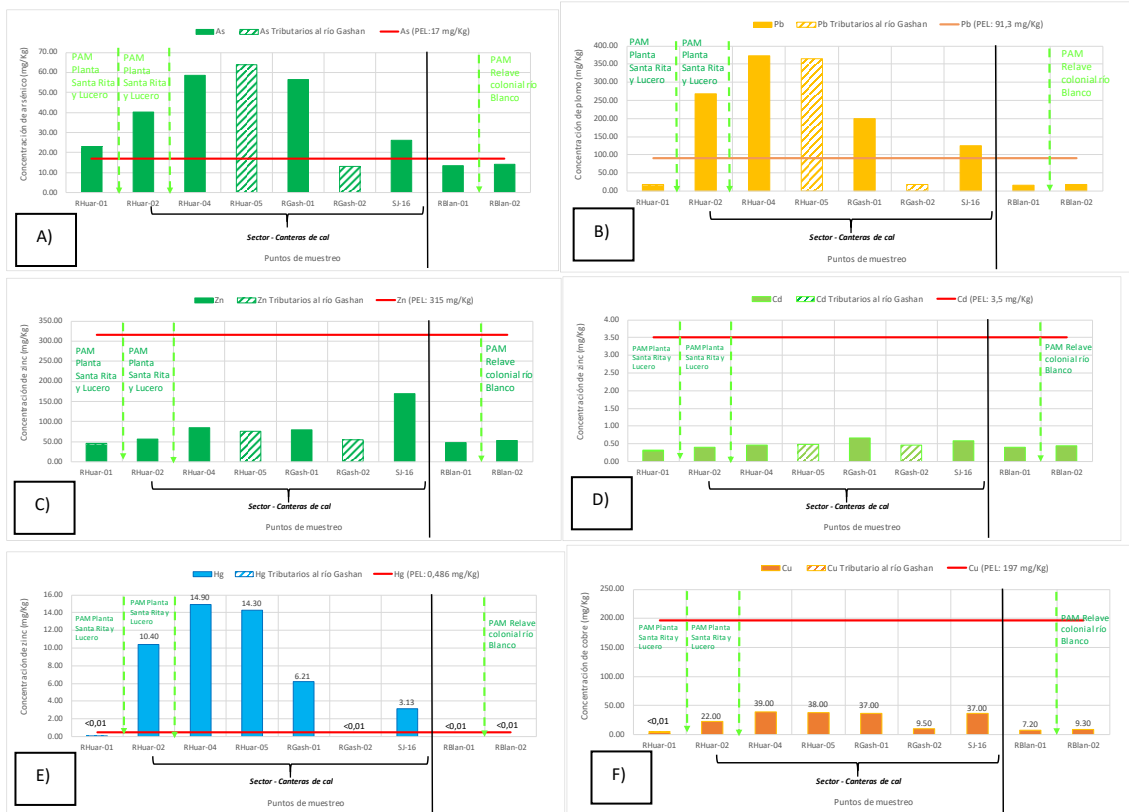 As
As Tributarios al río Gashan
As (PEL:17 mg/Kg)
Concentración de arsénico(mg/Kg)
70.00
60.00
50.00
40.00
30.00
20.00
10.00
0.00
PAM
Planta
Santa Rita
y Lucero
PAM
Planta
Santa Rita
y Lucero
PAM
Relave
colonial río
Blanco
RHuar-01
RHuar-02
RHuar-04
RHuar-05
RGash-01
RGash-02
SJ-16
RBlan-01
RBlan-02
Sector - Canteras de cal
Puntos de muestreo
A)
Pb
Pb Tributarios al río Gashan
Pb (PEL: 91,3 mg/Kg)
Concentración de plomo(mg/Kg)
400.00
350.00
300.00
250.00
200.00
150.00
100.00
50.00
0.00
PAM
Planta
Santa Rita
y Lucero
PAM
Planta
Santa Rita
y Lucero
PAM
Relave
colonial río
Blanco
RHuar-01
RHuar-02
RHuar-04
RHuar-05
RGash-01
RGash-02
SJ-16
RBlan-01
RBlan-02
Sector - Canteras de cal
Puntos de muestreo
B)
Zn
Zn Tributarios al río Gashan
Zn (PEL: 315 mg/Kg)
Concentración de zinc(mg/Kg)
350.00
300.00
250.00
200.00
150.00
100.00
50.00
0.00
PAM
Planta
Santa Rita
y Lucero
PAM
Planta
Santa Rita
y Lucero
PAM
Relave
colonial río
Blanco
RHuar-01
RHuar-02
RHuar-04
RHuar-05
RGash-01
RGash-02
SJ-16
RBlan-01
RBlan-02
Sector - Canteras de cal
Puntos de muestreo
C)
Cd
Cd Tributarios al río Gashan
Cd (PEL: 3,5 mg/Kg)
Concentración de zinc (mg/Kg)
4.00
3.50
3.00
2.50
2.00
1.50
1.00
0.50
0.00
PAM Planta
Santa Rita y
Lucero
PAM Planta
Santa Rita y
Lucero
PAM Relave
colonial río
Blanco
RHuar-01
RHuar-02
RHuar-04
RHuar-05
RGash-01
RGash-02
SJ-16
RBlan-01
RBlan-02
Sector - Canteras de cal
Puntos de muestreo
D)
Hg
Hg Tributarios al río Gashan
Hg (PEL: 0,486 mg/Kg)
Concentración de zinc (mg/Kg)
16.00
14.00
12.00
10.00
8.00
6.00
4.00
2.00
0.00
PAM Planta
Santa Rita y
Lucero
PAM Planta
Santa Rita y
Lucero
PAM Relave
colonial río
Blanco
<0,01
10.40
14.90
14.30
6.21
<0,01
3.13
<0,01
<0,01
RHuar-01
RHuar-02
RHuar-04
RHuar-05
RGash-01
RGash-02
SJ-16
RBlan-01
RBlan-02
Sector - Canteras de cal
Puntos de muestreo
E)
Cu
Cu Tributario al río Gashan
Cu (PEL: 197 mg/Kg)
Concentración de cobre (mg/Kg)
250.00
200.00
150.00
100.00
50.00
0.00
PAM Planta
Santa Rita y
Lucero
PAM Planta
Santa Rita y
Lucero
PAM Relave
colonial río
Blanco
<0,01
22.00
39.00
38.00
37.00
9.50
37.00
7.20
9.30
RHuar-01
RHuar-02
RHuar-04
RHuar-05
RGash-01
RGash-02
SJ-16
RBlan-01
RBlan-02
Sector - Canteras de cal
Puntos de muestreo
F)